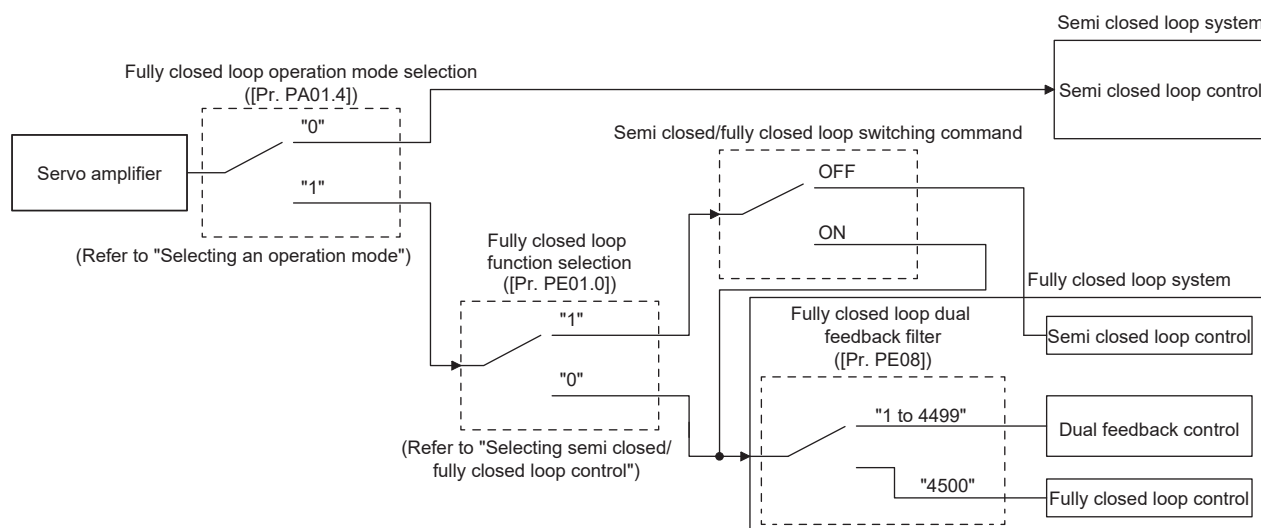 Semi closed loop system
Semi closed loop control
Fully closed loop operation mode selection
([Pr. PA01.4])
"0"
"1"
Servo amplifier
(Refer to "Selecting an operation mode")
Semi closed/fully closed loop switching command
OFF
ON
Fully closed loop
function selection
([Pr. PE01.0])
"1"
"0"
(Refer to "Selecting semi closed/
fully closed loop control")
Fully closed loop system
Fully closed loop dual
feedback filter
([Pr. PE08])
Semi closed loop control
"1 to 4499"
Dual feedback control
"4500"
Fully closed loop control